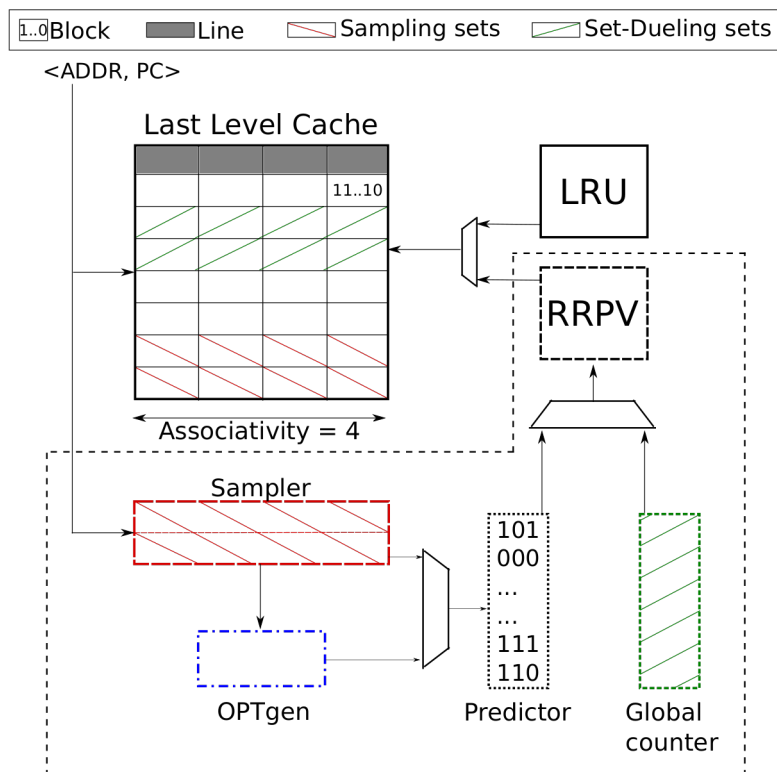 1..0 Block Line Sampling sets Set-Dueling sets
<ADDR, PC>
Last Level Cache
11..10
LRU
RRPV
Associativity = 4
Sampler
101
000
...
...
111
110
OPTgen
Predictor
Global
counter